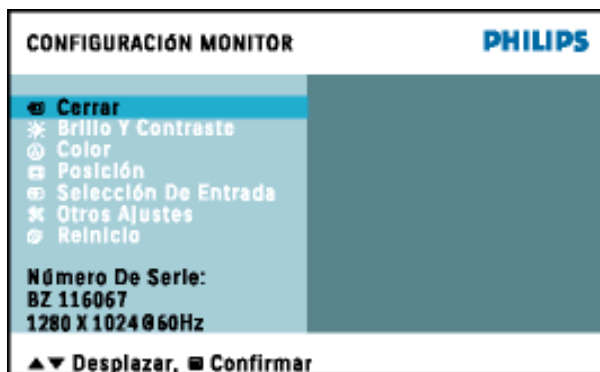 CONFIGURACIÓN MONITOR PHILIPS
Cerrar
Brillo Y Contraste
Color
Posición
Selección De Entrada
Otros Ajustes
Reinicio
Número De Serie:
BZ 116067
1280 X 1024@60Hz
▲▼ Desplazar, ■ Confirmar